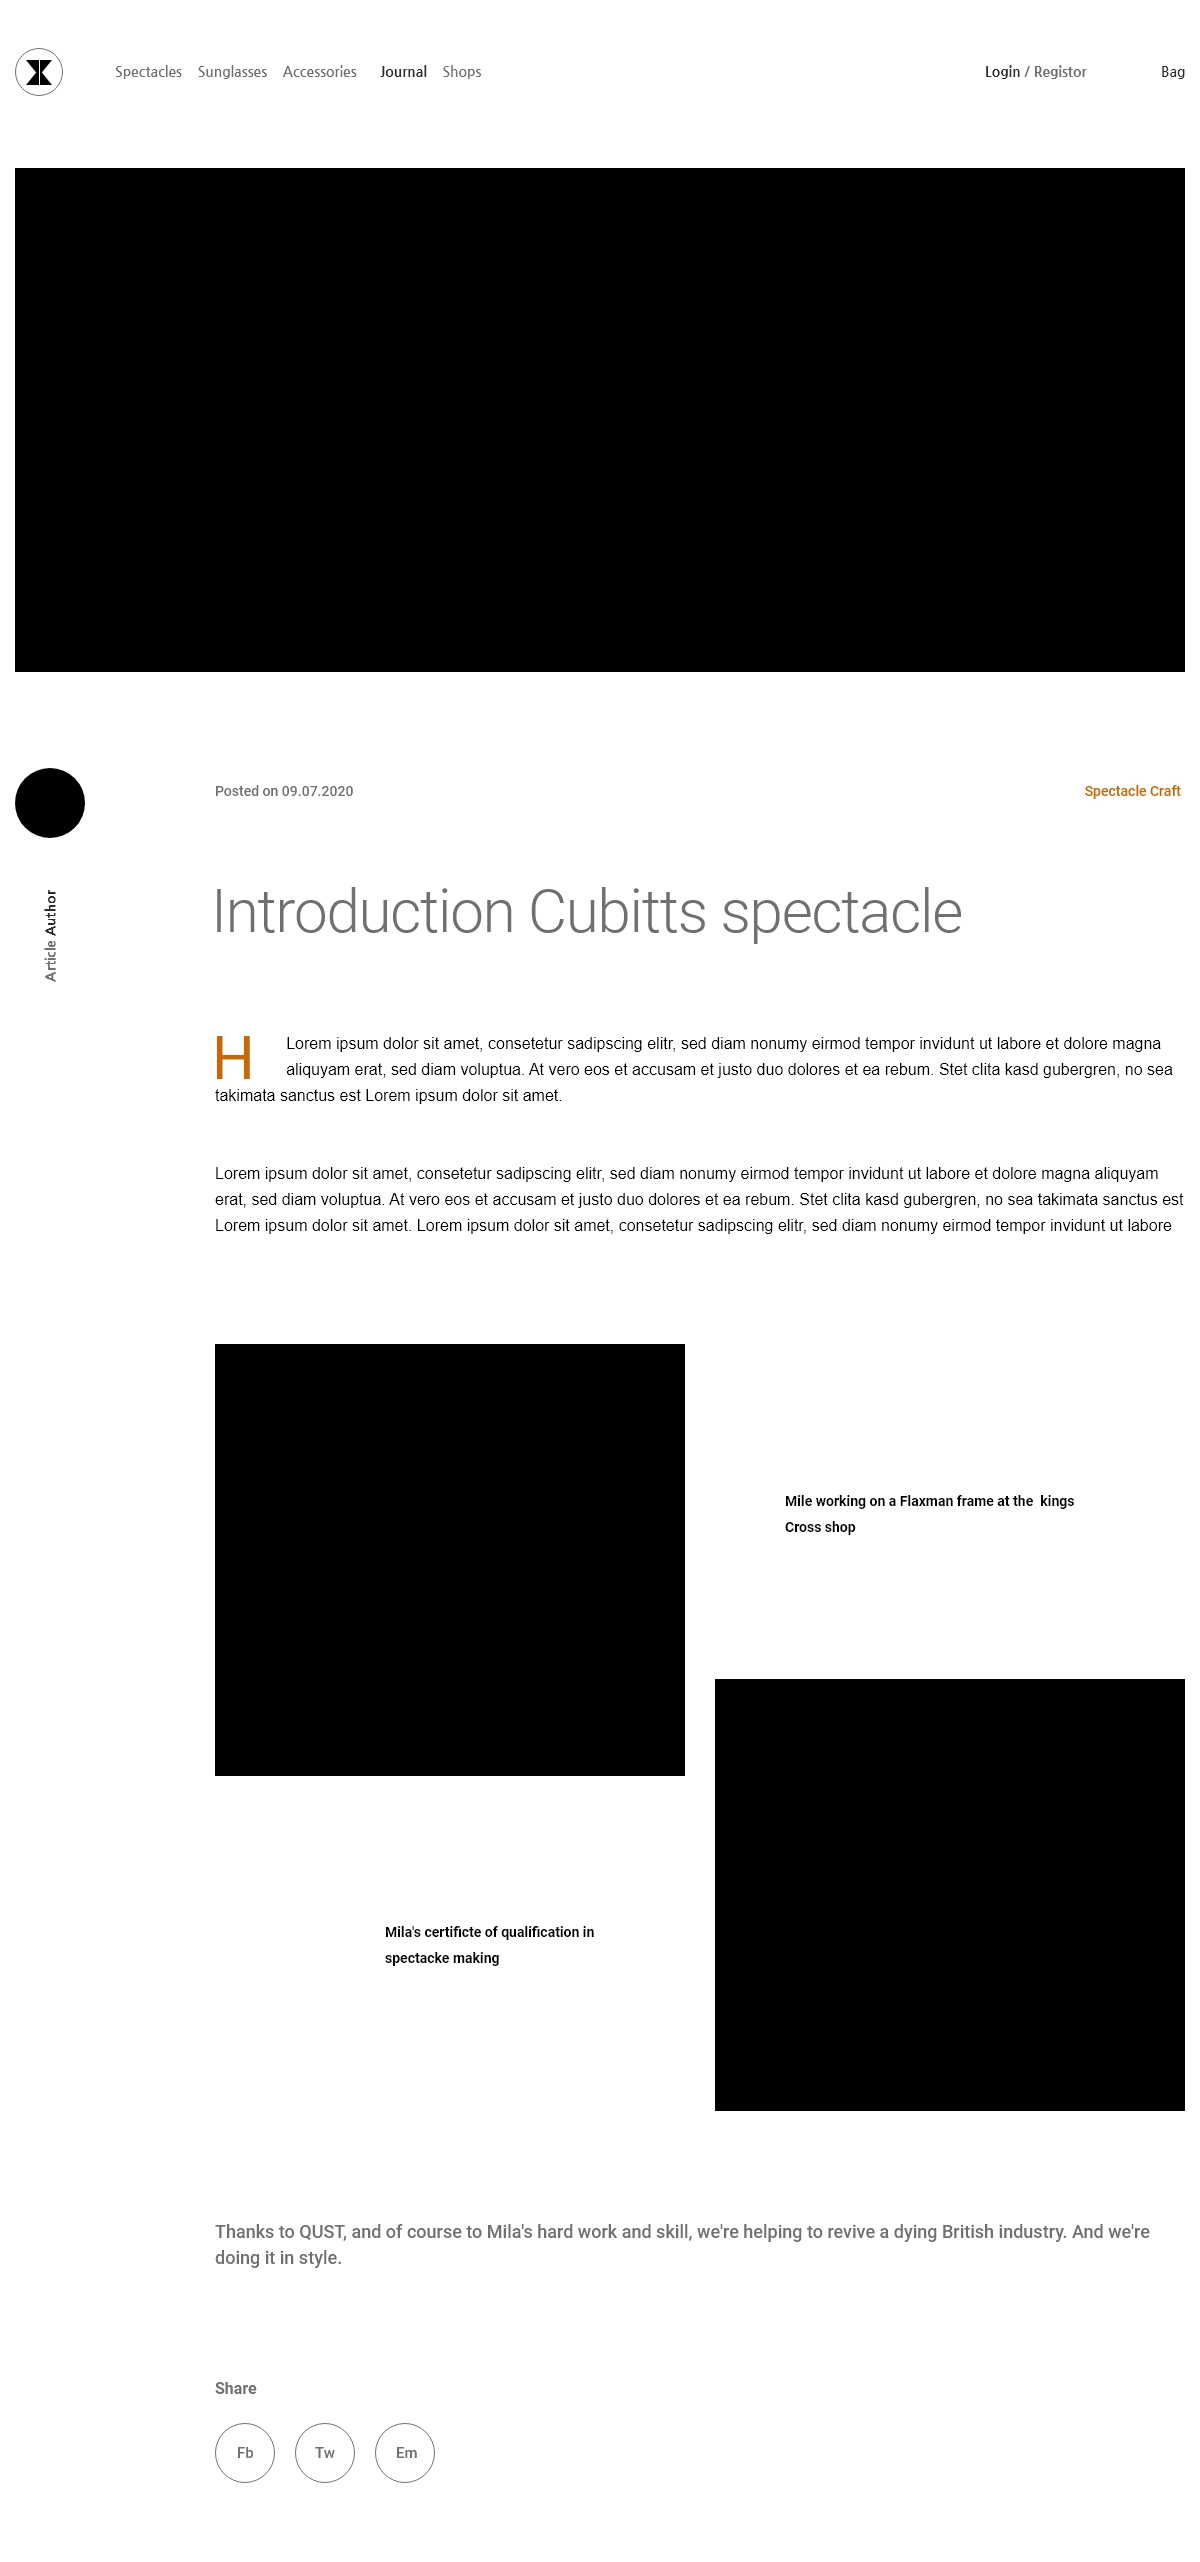 Spectacles Sunglasses Accessories Journal Shops Login / Registor Bag
Posted on 09.07.2020 Spectacle Craft
Article Author
Introduction Cubitts spectacle
H Lorem ipsum dolor sit amet, consetetur sadipscing elitr, sed diam nonumy eirmod tempor invidunt ut labore et dolore magna
aliquyam erat, sed diam voluptua. At vero eos et accusam et justo duo dolores et ea rebum. Stet clita kasd gubergren, no sea
takimata sanctus est Lorem ipsum dolor sit amet.
Lorem ipsum dolor sit amet, consetetur sadipscing elitr, sed diam nonumy eirmod tempor invidunt ut labore et dolore magna aliquyam
erat, sed diam voluptua. At vero eos et accusam et justo duo dolores et ea rebum. Stet clita kasd gubergren, no sea takimata sanctus est
Lorem ipsum dolor sit amet. Lorem ipsum dolor sit amet, consetetur sadipscing elitr, sed diam nonumy eirmod tempor invidunt ut labore
Mile working on a Flaxman frame at the kings
Cross shop
Mila's certificte of qualification in
spectacke making
Thanks to QUST, and of course to Mila's hard work and skill, we're helping to revive a dying British industry. And we're
doing it in style.
Share
Fb Tw Em